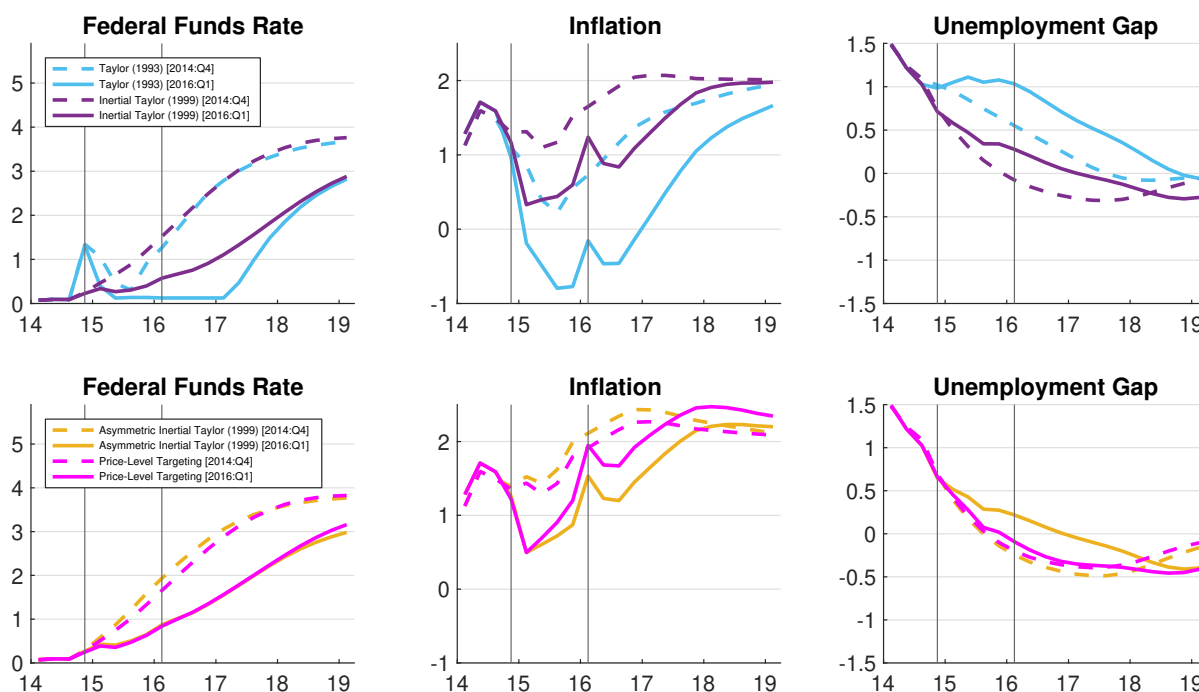 Federal Funds Rate
Inflation
Unemployment Gap
Taylor (1993) [2014:Q4]
Taylor (1993) [2016:Q1]
Inertial Taylor (1999) [2014:Q4]
Inertial Taylor (1999) [2016:Q1]
5
4
3
2
1
0
14 15 16 17 18 19
2
1
0
-1
14 15 16 17 18 19
1.5
1
0.5
0
-0.5
-1
-1.5
14 15 16 17 18 19
Federal Funds Rate
Inflation
Unemployment Gap
Asymmetric Inertial Taylor (1999) [2014:Q4]
Asymmetric Inertial Taylor (1999) [2016:Q1]
Price-Level Targeting [2014:Q4]
Price-Level Targeting [2016:Q1]
5
4
3
2
1
0
14 15 16 17 18 19
2
1
0
-1
14 15 16 17 18 19
1.5
1
0.5
0
-0.5
-1
-1.5
14 15 16 17 18 19